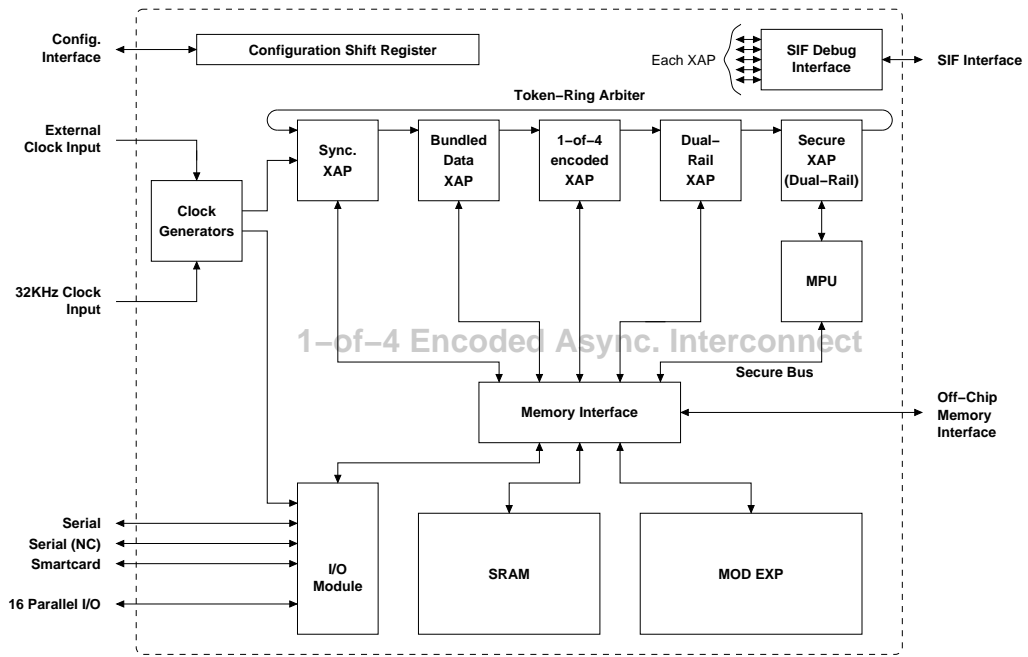 Config.
Interface
Configuration Shift Register
Each XAP
SIF Debug
Interface
SIF Interface
Token−Ring Arbiter
External
Clock Input
Sync.
XAP
Bundled
Data
XAP
1−of−4
encoded
XAP
Dual−
Rail
XAP
Secure
XAP
(Dual−Rail)
Clock
Generators
MPU
32KHz Clock
Input
1−of−4 Encoded Async. Interconnect
Secure Bus
Memory Interface
Off−Chip
Memory
Interface
Serial
Serial (NC)
Smartcard
16 Parallel I/O
I/O
Module
SRAM
MOD EXP